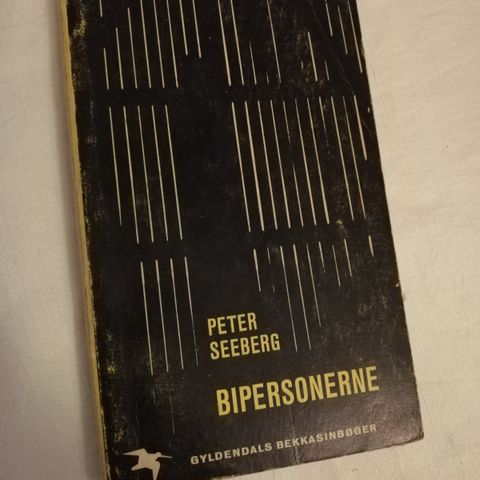 PETER
SEEBERG
BIPERSONERNE
GYLDENDALS BEKKASINBØGER